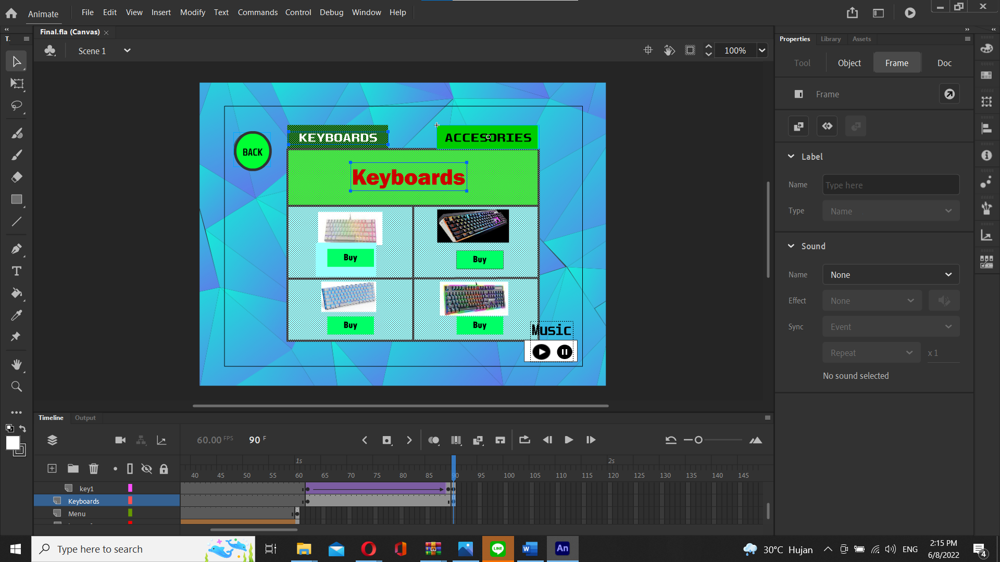 Animate
File Edit View Insert Modify Text Commands Control Debug Window Help
Final.fla (Canvas)
T.
Properties Library Assets
Scene 1
100%
Tool Object Frame Doc
Frame
KEYBOARDS
ACCESORIES
BACK
Keyboards
Buy
Buy
Buy
Buy
Music
Label
Name Type here
Type Name
Sound
Name None
Effect None
Sync Event
Repeat x 1
No sound selected
Timeline Output
60.00 FPS 90 F
1s 2s
40 45 50 55 60 65 70 75 80 85 90 95 100 105 110 115 120 125 130 135 140 145
key1
Keyboards
Menu
Type here to search
LINE
W
An
30°C Hujan
ENG
2:15 PM
6/8/2022
4